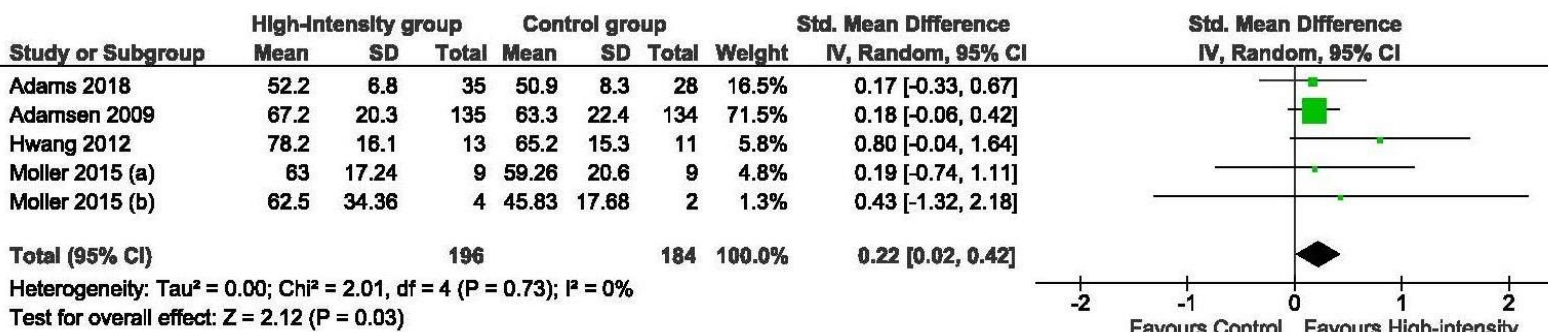 High-Intensity group Control group Std. Mean Difference Std. Mean Difference
Study or Subgroup Mean SD Total Mean SD Total Weight IV, Random, 95% CI IV, Random, 95% CI
Adams 2018 52.2 6.8 35 50.9 8.3 28 16.5% 0.17 [-0.33, 0.67]
Adamsen 2009 67.2 20.3 135 63.3 22.4 134 71.5% 0.18 [-0.06, 0.42]
Hwang 2012 78.2 16.1 13 65.2 15.3 11 5.8% 0.80 [-0.04, 1.64]
Moller 2015 (a) 63 17.24 9 59.26 20.6 9 4.8% 0.19 [-0.74, 1.11]
Moller 2015 (b) 62.5 34.36 4 45.83 17.68 2 1.3% 0.43 [-1.32, 2.18]
Total (95% CI) 196 184 100.0% 0.22 [0.02, 0.42]
Heterogeneity: Tau² = 0.00; Chi² = 2.01, df = 4 (P = 0.73); I² = 0%
Test for overall effect: Z = 2.12 (P = 0.03)
-2 -1 0 1 2
Favours Control Favours High-intensity